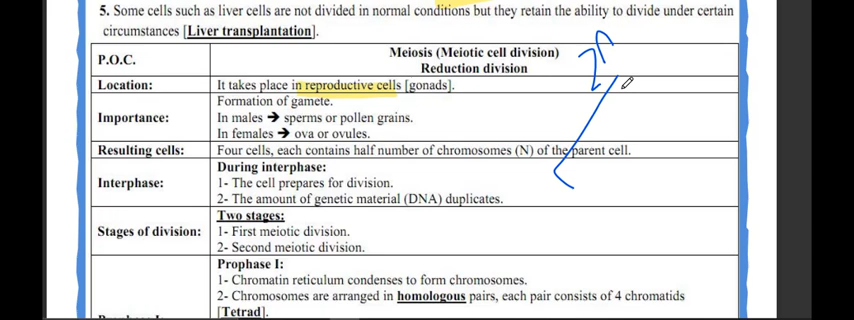 5. Some cells such as liver cells are not divided in normal conditions but they retain the ability to divide under certain
circumstances [Liver transplantation].
P.O.C.
Meiosis (Meiotic cell division)
Reduction division
Location:
It takes place in reproductive cells [gonads].
Importance:
Formation of gamete.
In males ➔ sperms or pollen grains.
In females ➔ ova or ovules.
Resulting cells:
Four cells, each contains half number of chromosomes (N) of the parent cell.
Interphase:
During interphase:
1- The cell prepares for division.
2- The amount of genetic material (DNA) duplicates.
Stages of division:
Two stages:
1- First meiotic division.
2- Second meiotic division.
Prophase I:
1- Chromatin reticulum condenses to form chromosomes.
2- Chromosomes are arranged in homologous pairs, each pair consists of 4 chromatids
[Tetrad].
2n